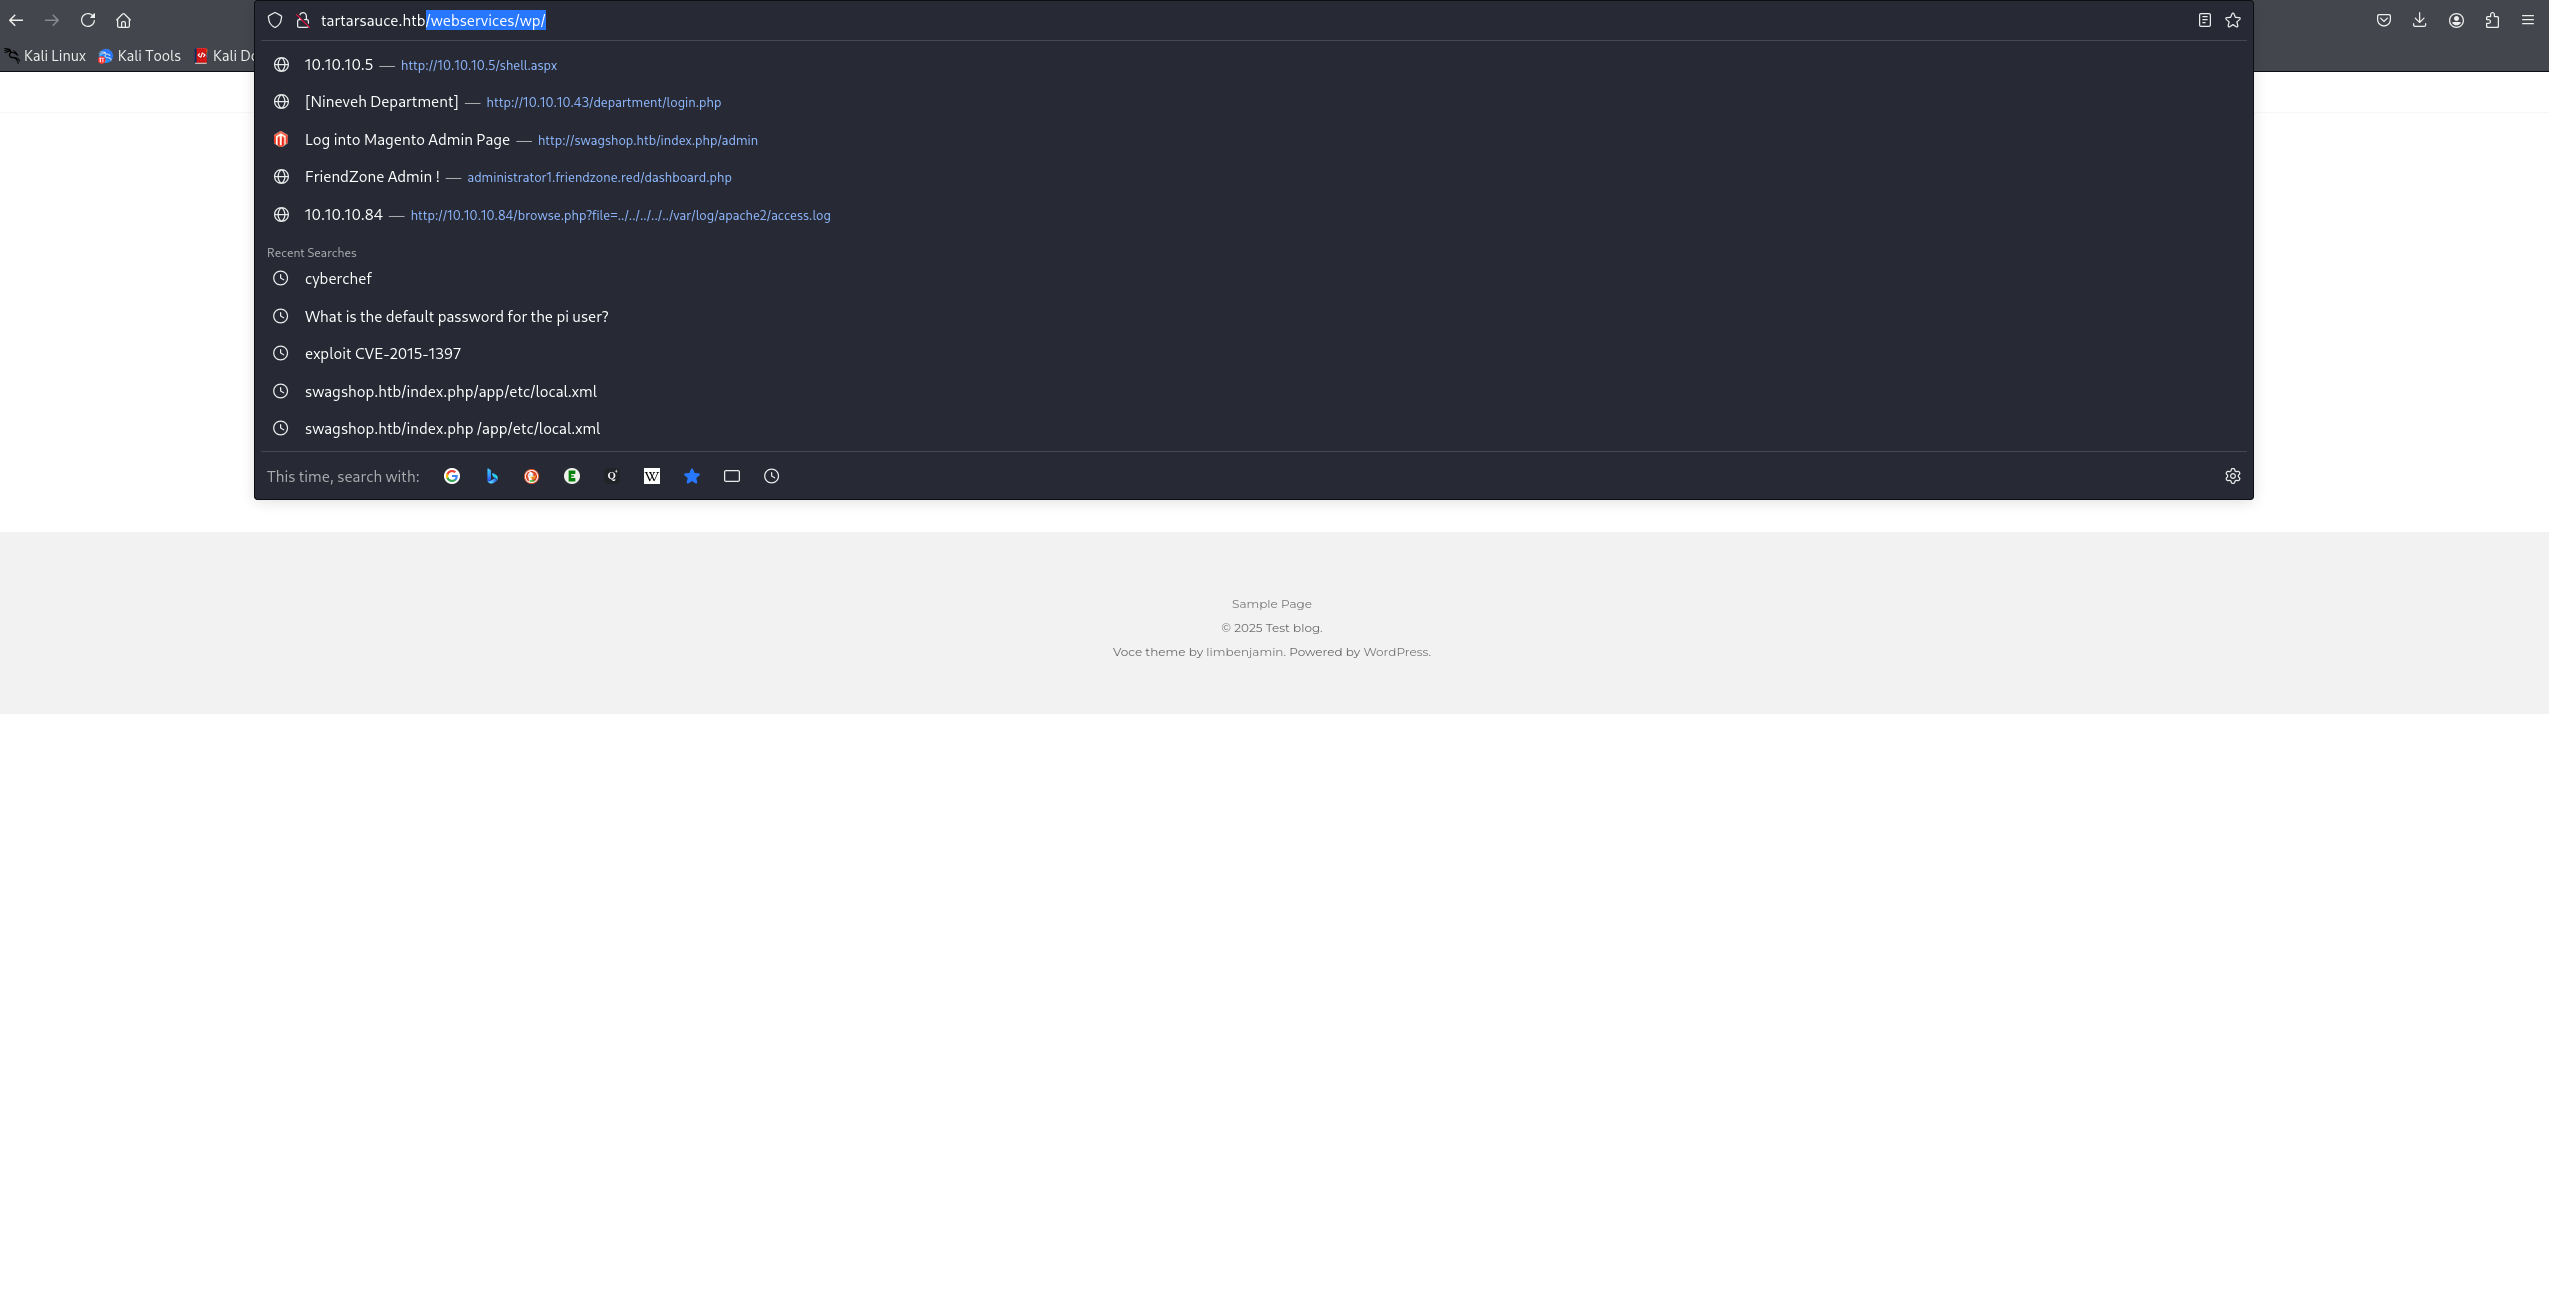 tartarsauce.htb/webservices/wp/
Kali Linux Kali Tools Kali Do
10.10.10.5 — http://10.10.10.5/shell.aspx
[Nineveh Department] — http://10.10.10.43/department/login.php
Log into Magento Admin Page — http://swagshop.htb/index.php/admin
FriendZone Admin ! — administrator1.friendzone.red/dashboard.php
10.10.10.84 — http://10.10.10.84/browse.php?file=../../../../../var/log/apache2/access.log
Recent Searches
cyberchef
What is the default password for the pi user?
exploit CVE-2015-1397
swagshop.htb/index.php/app/etc/local.xml
swagshop.htb/index.php /app/etc/local.xml
This time, search with:
Sample Page
© 2025 Test blog.
Voce theme by limbenjamin. Powered by WordPress.